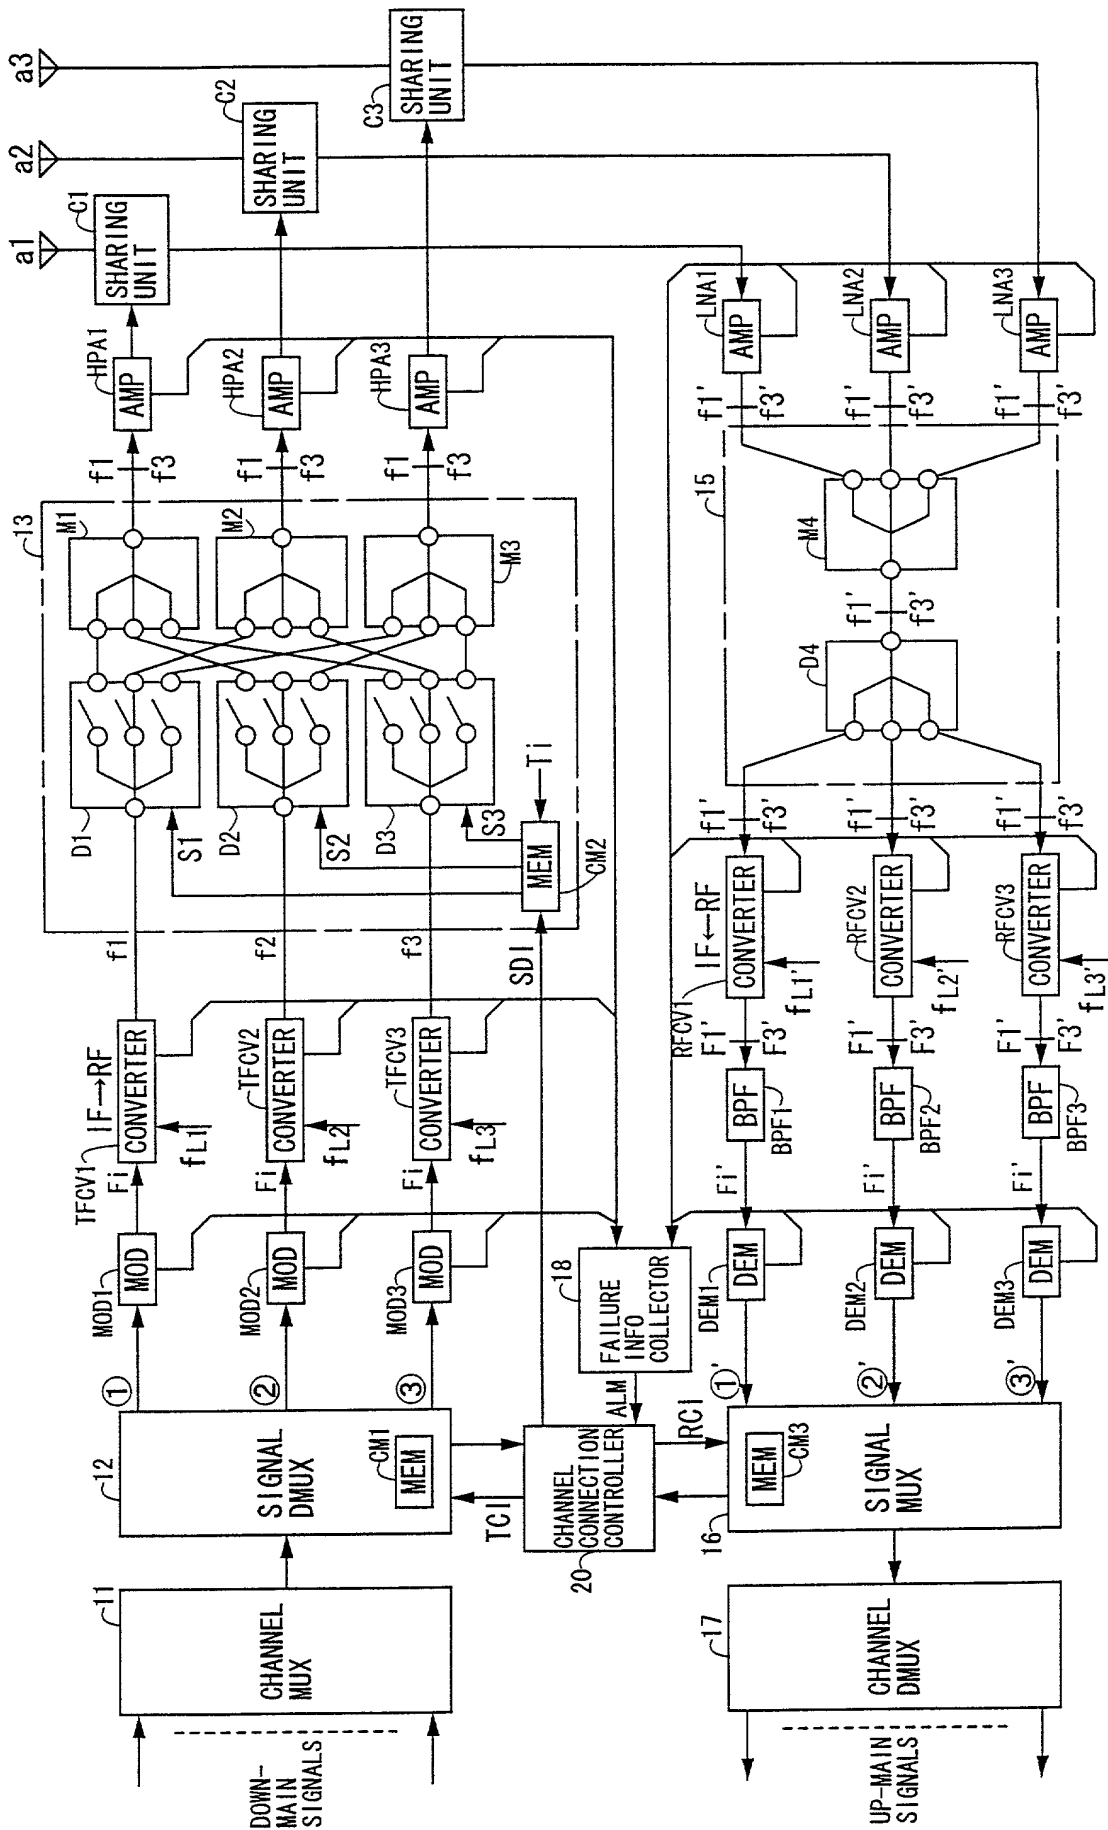 DOWN-
MAIN
SIGNALS
11
CHANNEL
MUX
12
SIGNAL
DMUX
CM1
MEM
①
②
③
MOD1
MOD
MOD2
MOD
MOD3
MOD
Fi
Fi
Fi
TFCV1
IF→RF
CONVERTER
fL1
TFCV2
CONVERTER
fL2
TFCV3
CONVERTER
fL3
f1
f2
f3
13
D1
S1
D2
S2
D3
S3
M1
M2
M3
SDI
MEM
CM2
Ti
f1
f3
f1
f3
f1
f3
HPA1
AMP
HPA2
AMP
HPA3
AMP
C1
SHARING
UNIT
C2
SHARING
UNIT
C3
SHARING
UNIT
a1
a2
a3
TCI
20
CHANNEL
CONNECTION
CONTROLLER
RCI
ALM
18
FAILURE
INFO
COLLECTOR
UP-MAIN
SIGNALS
17
CHANNEL
DMUX
16
SIGNAL
MUX
MEM
CM3
①'
②'
③'
DEM1
DEM
DEM2
DEM
DEM3
DEM
Fi'
Fi'
Fi'
BPF
BPF1
BPF
BPF2
BPF
BPF3
F1'
F3'
F1'
F3'
F1'
F3'
RFCV1
IF←RF
CONVERTER
fL1'
RFCV2
CONVERTER
fL2'
RFCV3
CONVERTER
fL3'
f1'
f3'
f1'
f3'
f1'
f3'
15
D4
f1'
f3'
M4
f1'
f3'
f1'
f3'
f1'
f3'
LNA1
AMP
LNA2
AMP
LNA3
AMP